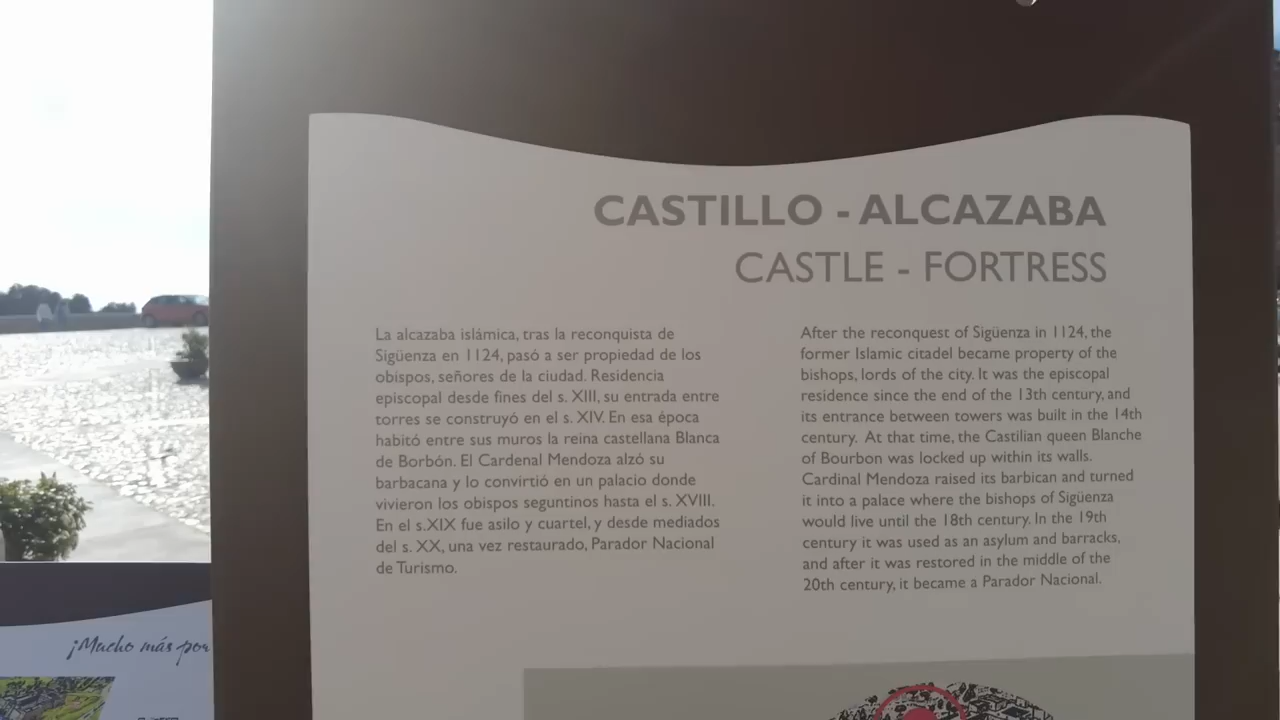 CASTILLO - ALCAZABA
CASTLE - FORTRESS
La alcazaba islámica, tras la reconquista de
Sigüenza en 1124, pasó a ser propiedad de los
obispos, señores de la ciudad. Residencia
episcopal desde fines del s. XIII, su entrada entre
torres se construyó en el s. XIV. En esa época
habitó entre sus muros la reina castellana Blanca
de Borbón. El Cardenal Mendoza alzó su
barbacana y lo convirtió en un palacio donde
vivieron los obispos seguntinos hasta el s. XVIII.
En el s.XIX fue asilo y cuartel, y desde mediados
del s. XX, una vez restaurado, Parador Nacional
de Turismo.
After the reconquest of Sigüenza in 1124, the
former Islamic citadel became property of the
bishops, lords of the city. It was the episcopal
residence since the end of the 13th century, and
its entrance between towers was built in the 14th
century. At that time, the Castilian queen Blanche
of Bourbon was locked up within its walls.
Cardinal Mendoza raised its barbican and turned
it into a palace where the bishops of Sigüenza
would live until the 18th century. In the 19th
century it was used as an asylum and barracks,
and after it was restored in the middle of the
20th century, it became a Parador Nacional.
¡Mucho más por